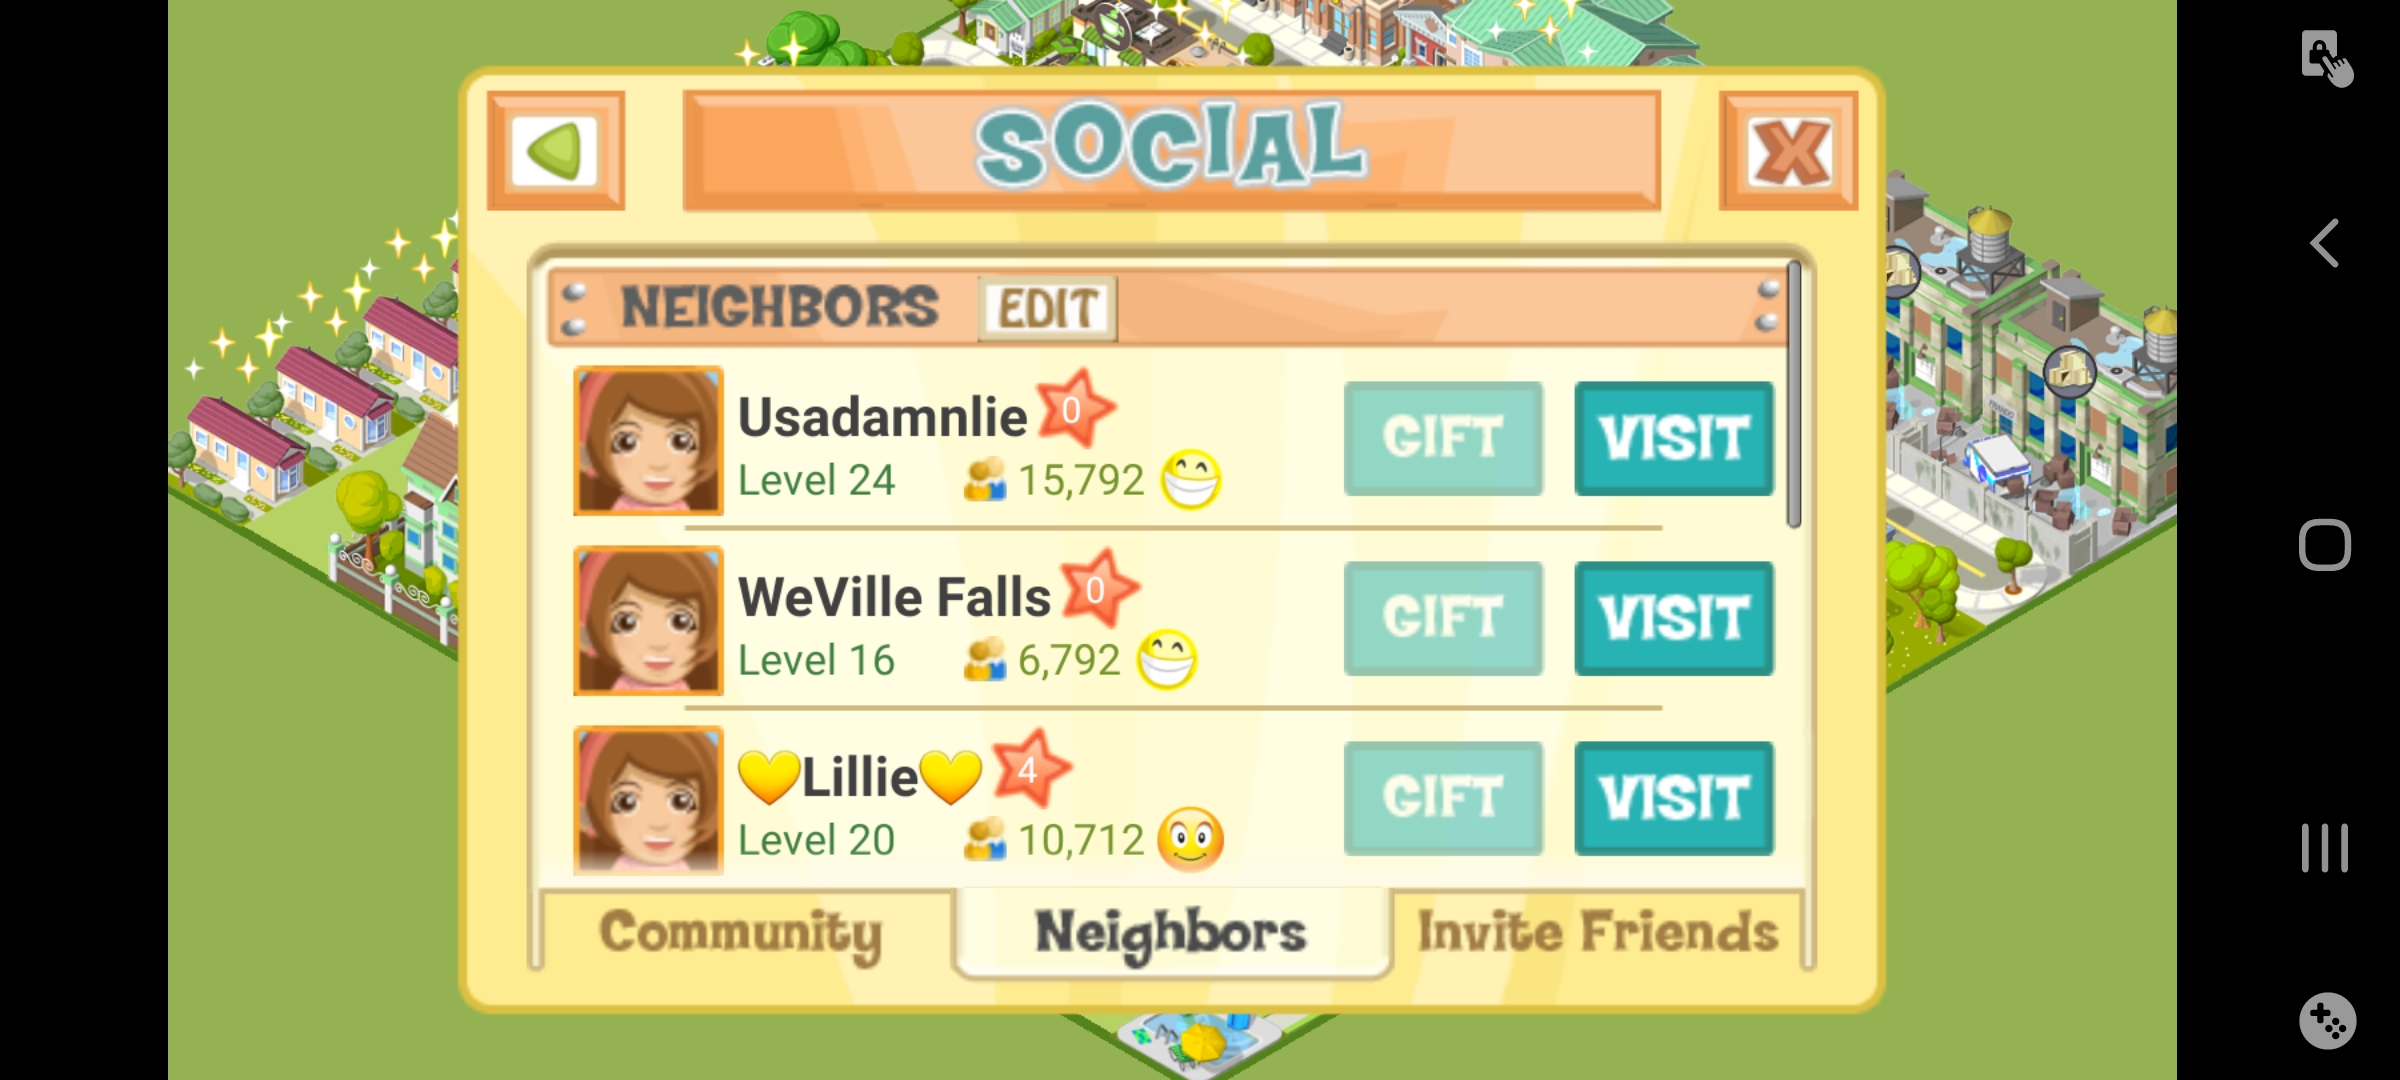 SOCIAL
NEIGHBORS EDIT
Usadamnlie 0
Level 24 15,792
GIFT VISIT
WeVille Falls 0
Level 16 6,792
GIFT VISIT
💛Lillie💛 4
Level 20 10,712
GIFT VISIT
Community Neighbors Invite Friends